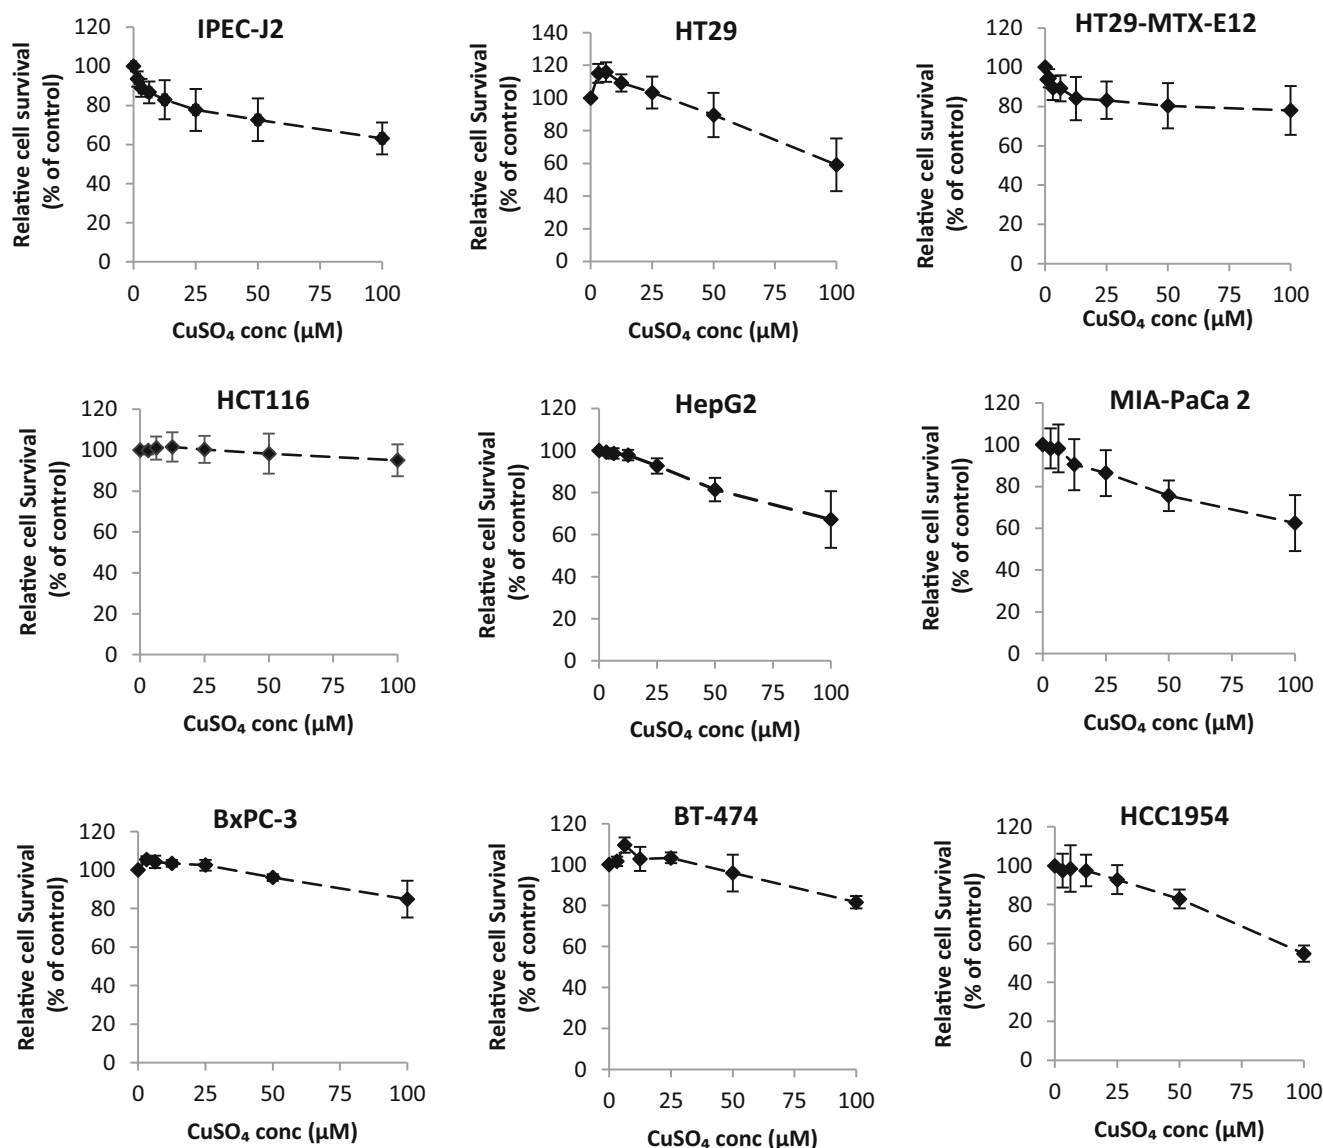 IPEC-J2
Relative cell survival
(% of control)
120
100
80
60
40
20
0
0 25 50 75 100
CuSO₄ conc (µM)
HT29
Relative cell survival
(% of control)
140
120
100
80
60
40
20
0
0 25 50 75 100
CuSO₄ conc (µM)
HT29-MTX-E12
Relative cell survival
(% of control)
120
100
80
60
40
20
0
0 25 50 75 100
CuSO₄ conc (µM)
HCT116
Relative cell Survival
(% of control)
120
100
80
60
40
20
0
0 25 50 75 100
CuSO₄ conc (µM)
HepG2
Relative cell Survival
(% of control)
120
100
80
60
40
20
0
0 25 50 75 100
CuSO₄ conc (µM)
MIA-PaCa 2
Relative cell survival
(% of control)
120
100
80
60
40
20
0
0 25 50 75 100
CuSO₄ conc (µM)
BxPC-3
Relative cell Survival
(% of control)
120
100
80
60
40
20
0
0 25 50 75 100
CuSO₄ conc (µM)
BT-474
Relative cell Survival
(% of control)
120
100
80
60
40
20
0
0 25 50 75 100
CuSO₄ conc (µM)
HCC1954
Relative cell Survival
(% of control)
120
100
80
60
40
20
0
0 25 50 75 100
CuSO₄ conc (µM)